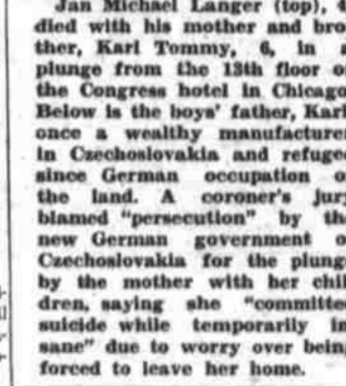 Jan Michael Langer (top), 4
died with his mother and bro-
ther, Karl Tommy, 6, in a
plunge from the 13th floor o
the Congress hotel in Chicago
Below is the boys' father, Karl
once a wealthy manufacturer
in Czechoslovakia and refugee
since German occupation o
the land. A coroner's jury
blamed "persecution" by the
new German government o
Czechoslovakia for the plunge
by the mother with her chil
dren, saying she "committed
suicide while temporarily in
sane" due to worry over being
forced to leave her home.